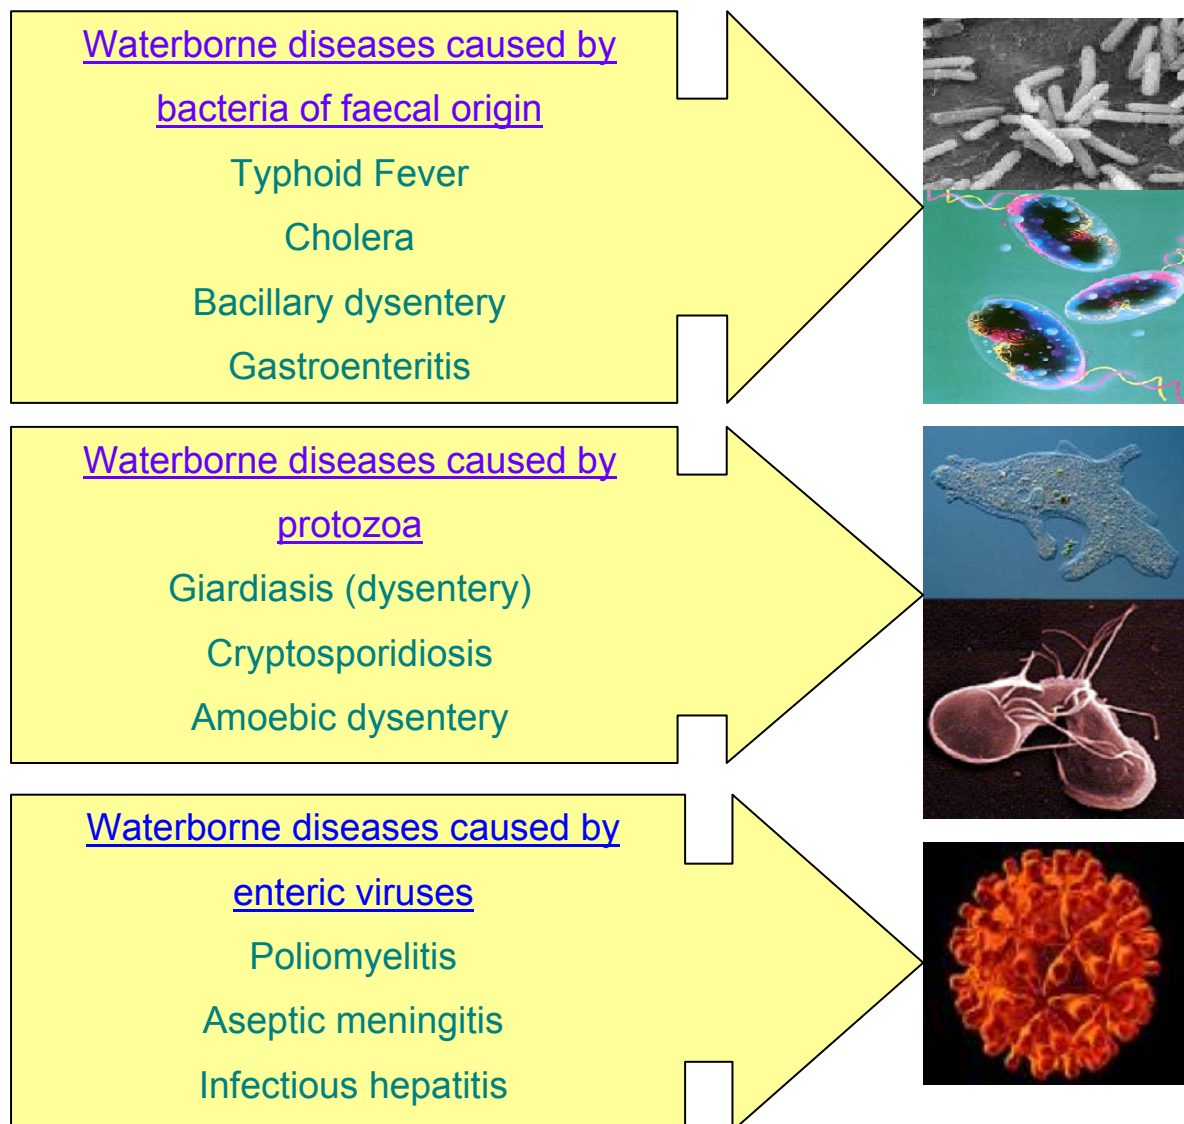 Waterborne diseases caused by
bacteria of faecal origin
Typhoid Fever
Cholera
Bacillary dysentery
Gastroenteritis
Waterborne diseases caused by
protozoa
Giardiasis (dysentery)
Cryptosporidiosis
Amoebic dysentery
Waterborne diseases caused by
enteric viruses
Poliomyelitis
Aseptic meningitis
Infectious hepatitis